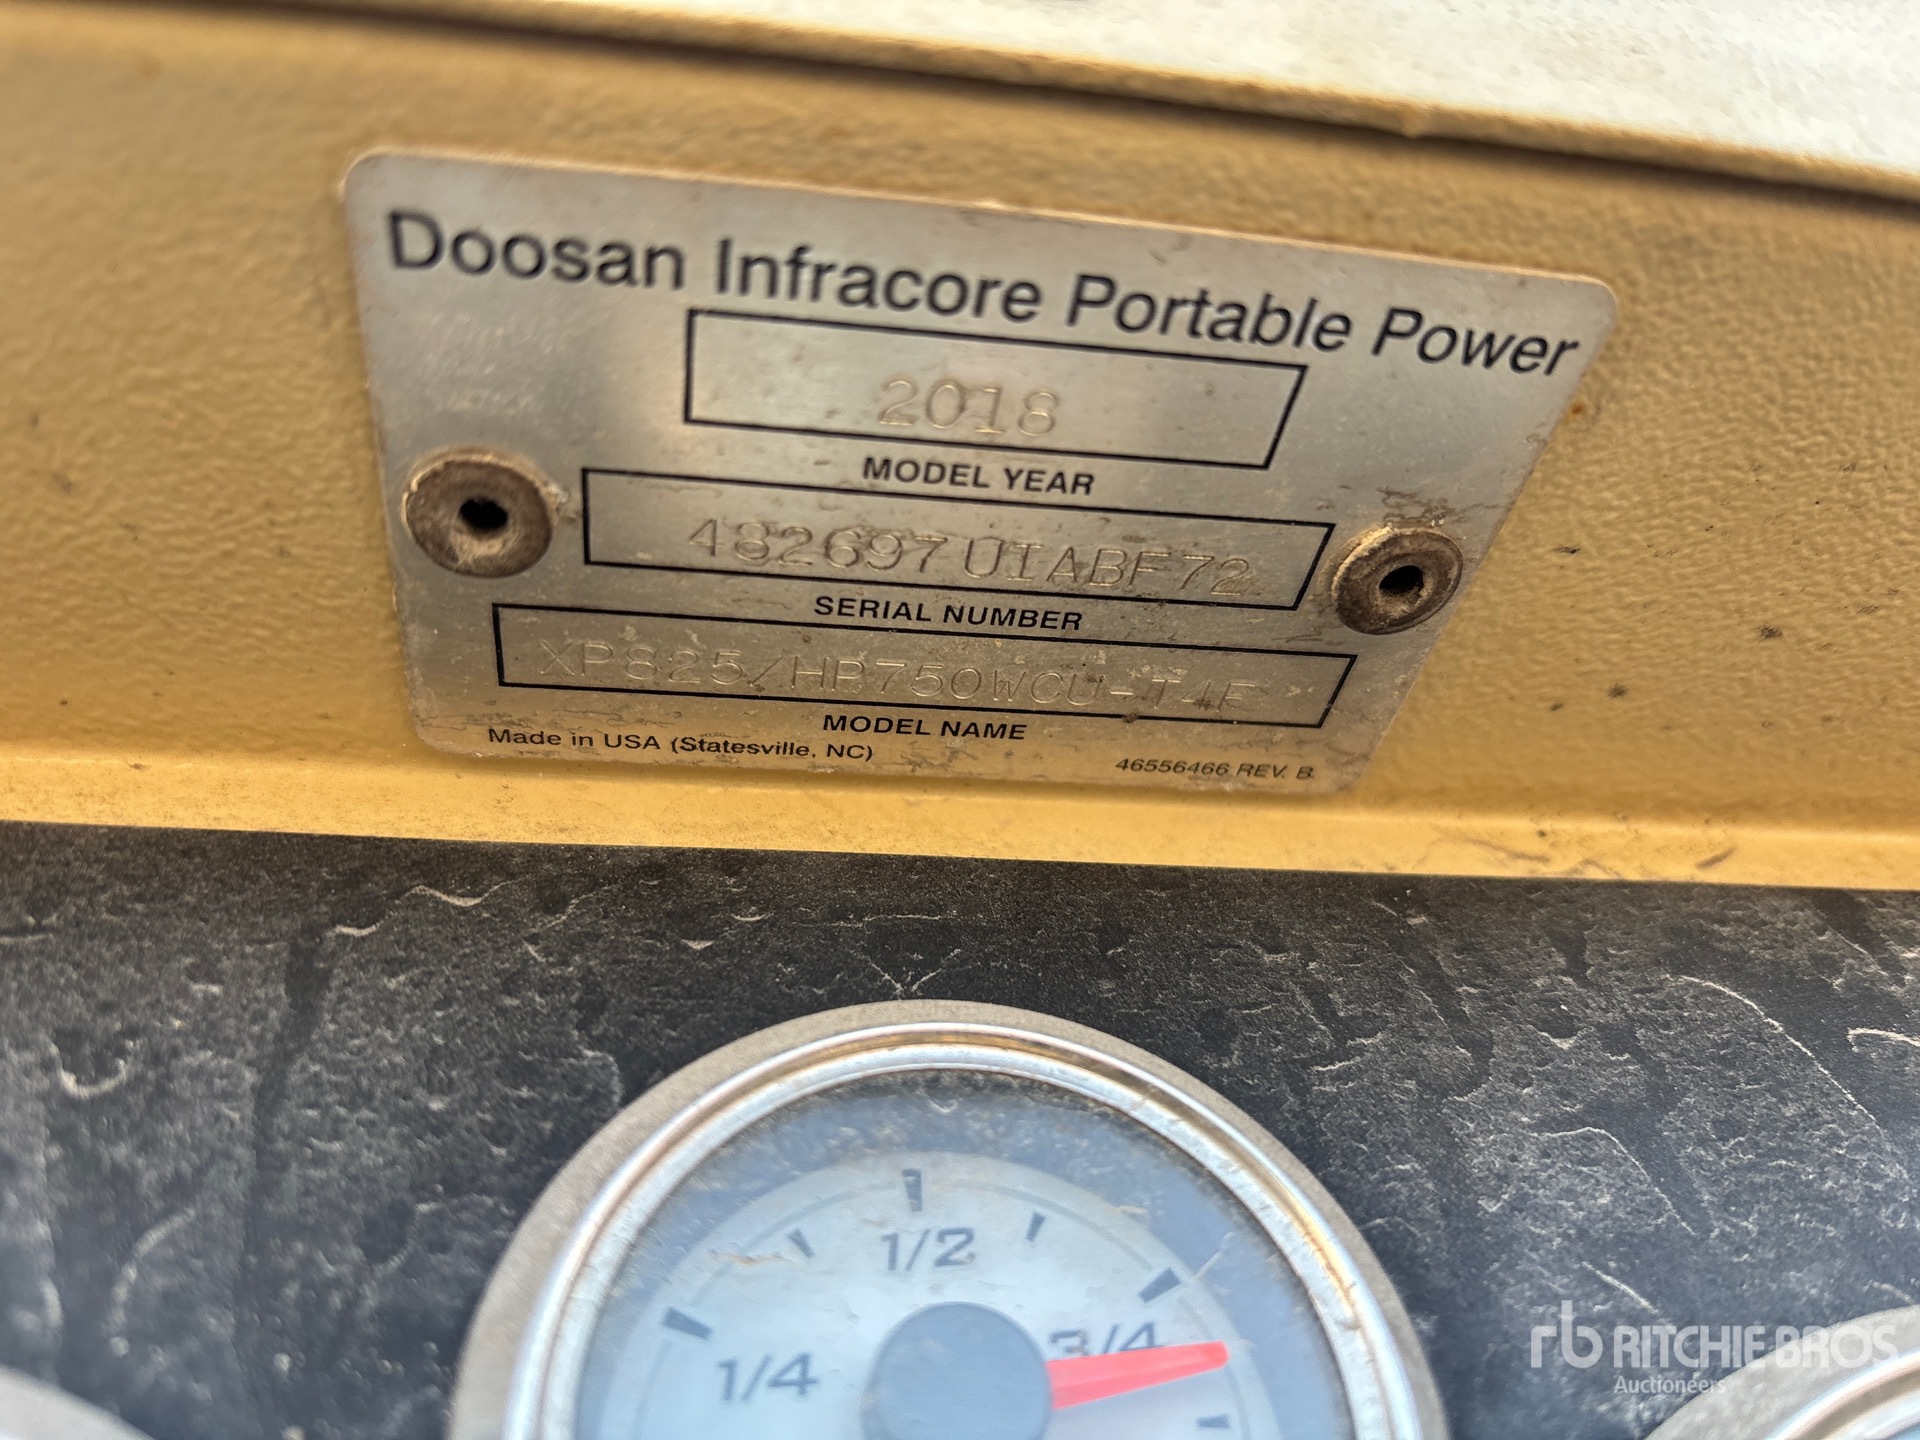 Doosan Infracore Portable Power
2018
MODEL YEAR
482697UIABF72
SERIAL NUMBER
XP825/HP750WCU-T4F
MODEL NAME
Made in USA (Statesville, NC)
46556466 REV. B
1/2
3/4
1/4
rb RITCHIE BROS
Auctioneers